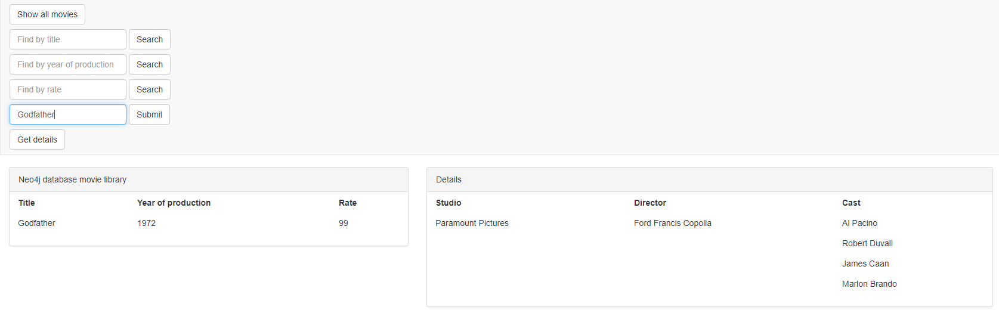 Show all movies
Find by title Search
Find by year of production Search
Find by rate Search
Godfather Submit
Get details
Neo4j database movie library
Title Year of production Rate
Godfather 1972 99
Details
Studio Director Cast
Paramount Pictures Ford Francis Copolla Al Pacino
Robert Duvall
James Caan
Marlon Brando